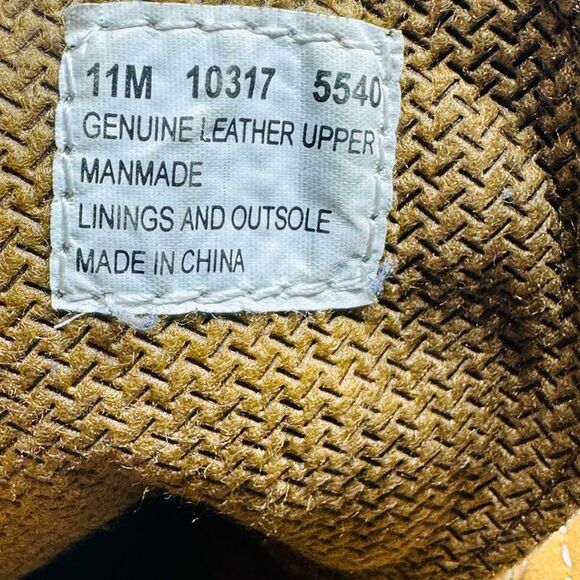 11M 10317 5540
GENUINE LEATHER UPPER
MANMADE
LININGS AND OUTSOLE
MADE IN CHINA